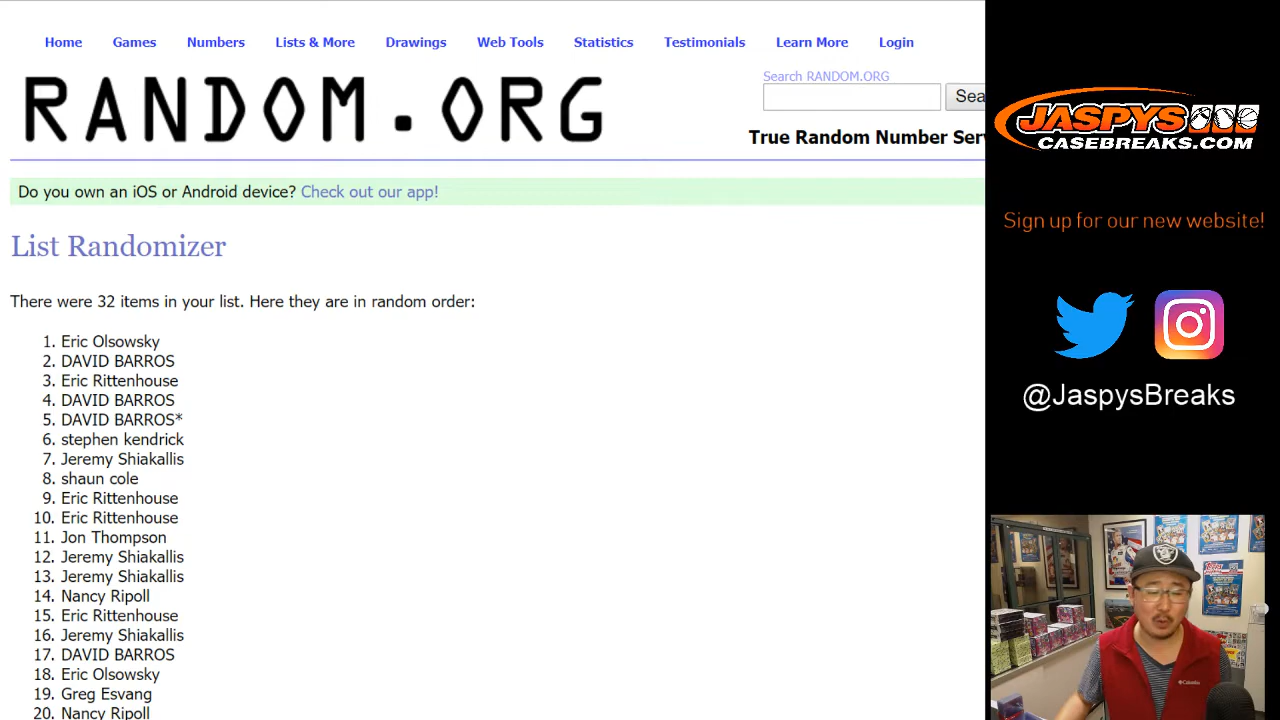 Home Games Numbers Lists & More Drawings Web Tools Statistics Testimonials Learn More Login
RANDOM.ORG
Search RANDOM.ORG
Sea
True Random Number Ser
Do you own an iOS or Android device? Check out our app!
List Randomizer
There were 32 items in your list. Here they are in random order:
1. Eric Olsowsky
2. DAVID BARROS
3. Eric Rittenhouse
4. DAVID BARROS
5. DAVID BARROS*
6. stephen kendrick
7. Jeremy Shiakallis
8. shaun cole
9. Eric Rittenhouse
10. Eric Rittenhouse
11. Jon Thompson
12. Jeremy Shiakallis
13. Jeremy Shiakallis
14. Nancy Ripoll
15. Eric Rittenhouse
16. Jeremy Shiakallis
17. DAVID BARROS
18. Eric Olsowsky
19. Greg Esvang
20. Nancy Ripoll
JASPYS
CASEBREAKS.COM
Sign up for our new website!
@JaspysBreaks
topps
Columbia